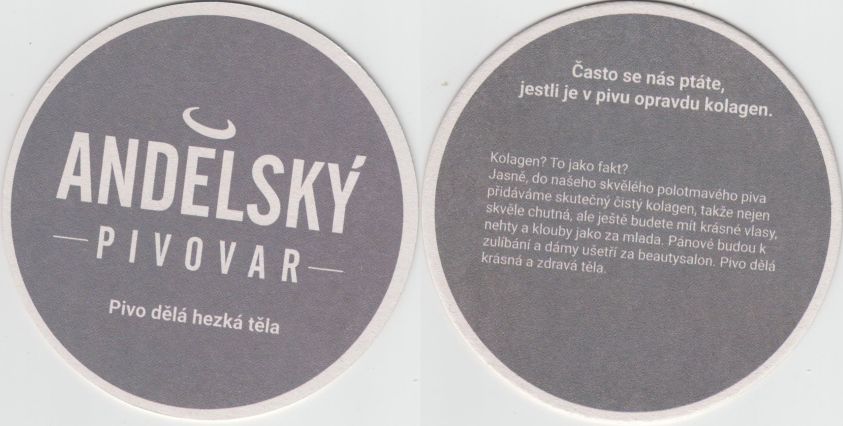 ANDĚLSKÝ
PIVOVAR
Pivo dělá hezká těla
Často se nás ptáte,
jestli je v pivu opravdu kolagen.
Kolagen? To jako fakt?
Jasně, do našeho skvělého polotmavého piva
přidáváme skutečný čistý kolagen, takže nejen
skvěle chutná, ale ještě budete mít krásné vlasy,
nehty a klouby jako za mlada. Pánové budou k
zulíbání a dámy ušetří za beautysalon. Pivo dělá
krásná a zdravá těla.